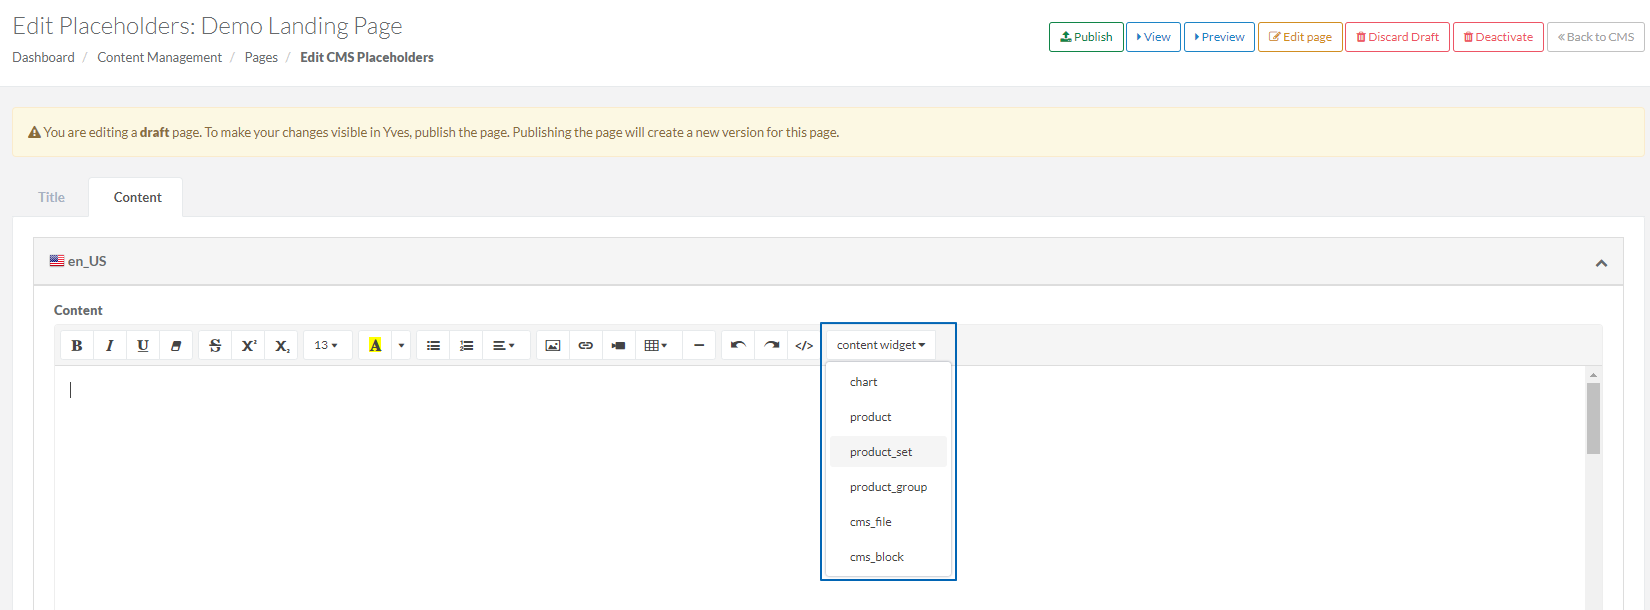 Edit Placeholders: Demo Landing Page
Dashboard / Content Management / Pages / Edit CMS Placeholders
Publish View Preview Edit page Discard Draft Deactivate «Back to CMS
You are editing a draft page. To make your changes visible in Yves, publish the page. Publishing the page will create a new version for this page.
Title Content
en_US
Content
B I U S X² X₂ 13 A </> content widget
chart
product
product_set
product_group
cms_file
cms_block